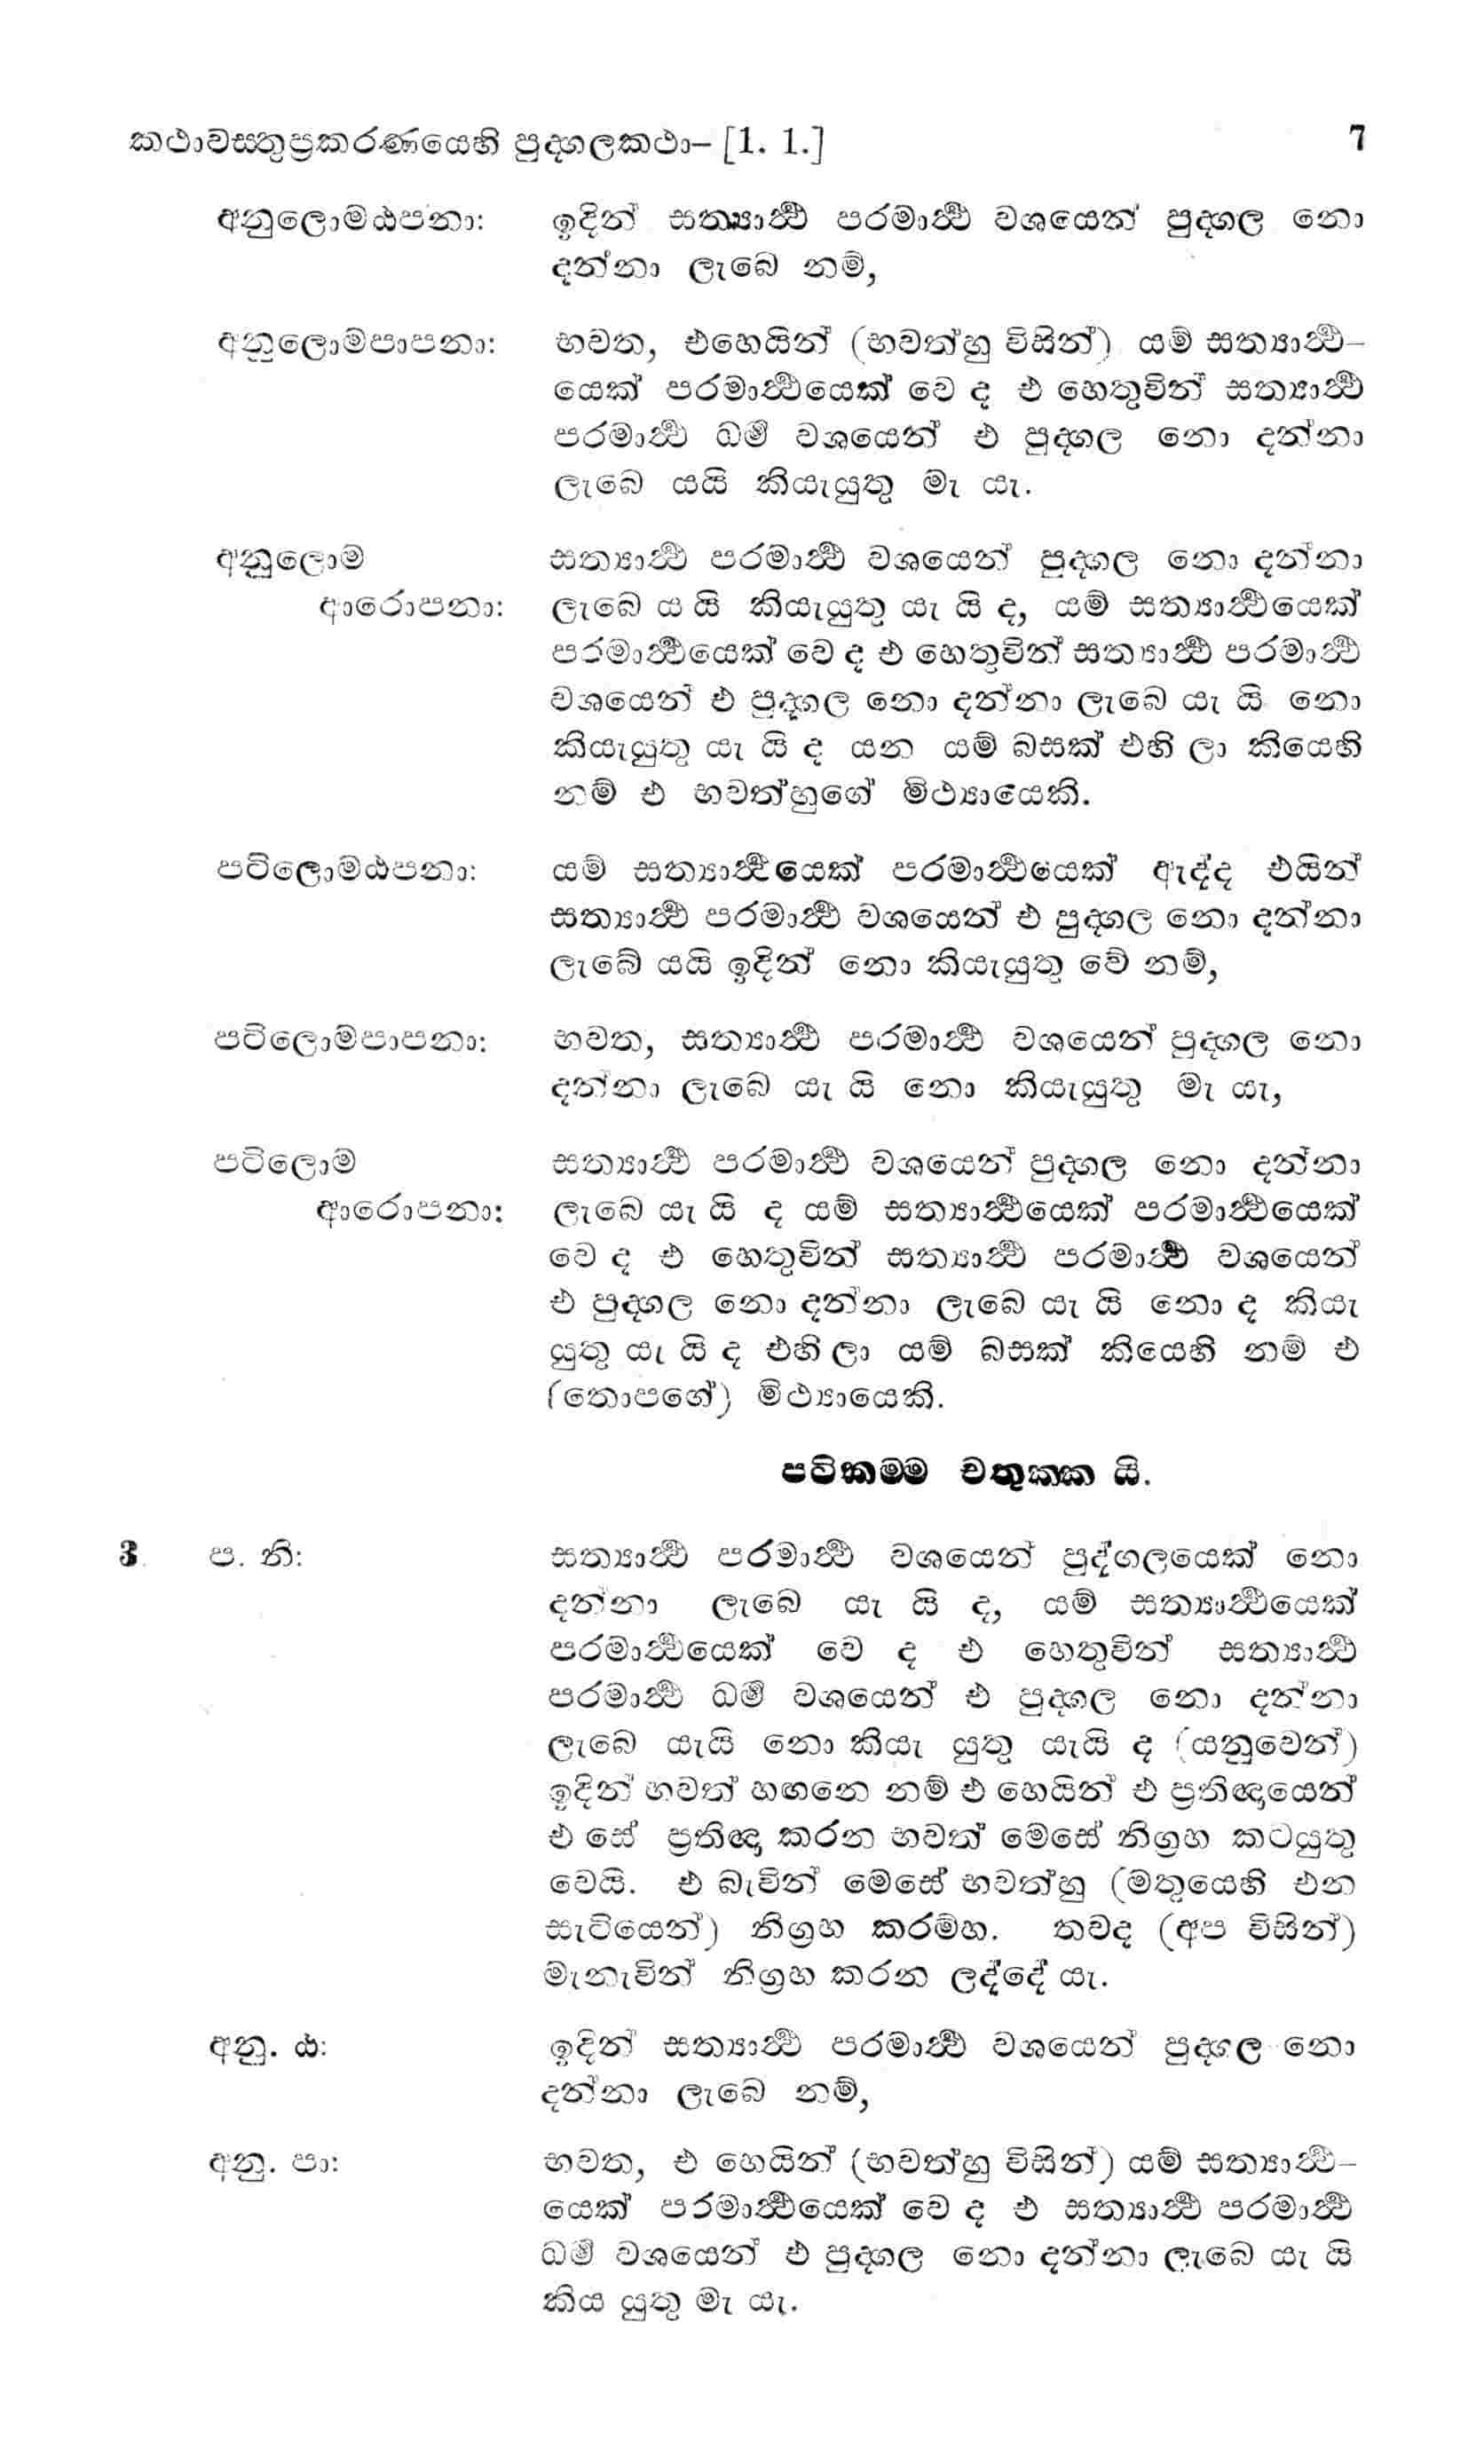 කථාවස්තුප්‍රකරණයෙහි පුද්ගලකථා– [1. 1.] 7
අනුලොමඨපනා: ඉදින් සත්‍යාර්ථ පරමාර්ථ වශයෙන් පුද්ගල නො
දන්නා ලැබෙ නම්,
අනුලොමපාපනා: භවත, එහෙයින් (භවත්හු විසින්) යම් සත්‍යාර්ථ–
යෙක් පරමාර්ථයෙක් වෙ ද එ හෙතුවින් සත්‍යාර්ථ
පරමාර්ථ ධර්ම වශයෙන් එ පුද්ගල නො දන්නා
ලැබෙ යයි කියැයුතු මැ යැ.
අනුලොම සත්‍යාර්ථ පරමාර්ථ වශයෙන් පුද්ගල නො දන්නා
ආරොපනා: ලැබෙ ය යි කියැයුතු යැ යි ද, යම් සත්‍යාර්ථයෙක්
පරමාර්ථයෙක් වෙ ද එ හෙතුවින් සත්‍යාර්ථ පරමාර්ථ
වශයෙන් එ පුද්ගල නො දන්නා ලැබෙ යැ යි නො
කියැයුතු යැ යි ද යන යම් බසක් එහි ලා කියෙහි
නම් එ භවත්හුගේ මිථ්‍යායෙකි.
පටිලොමඨපනා: යම් සත්‍යාර්ථයෙක් පරමාර්ථයෙක් ඇද්ද එයින්
සත්‍යාර්ථ පරමාර්ථ වශයෙන් එ පුද්ගල නො දන්නා
ලැබේ යයි ඉදින් නො කියැයුතු වේ නම්,
පටිලොමපාපනා: භවත, සත්‍යාර්ථ පරමාර්ථ වශයෙන් පුද්ගල නො
දන්නා ලැබෙ යැ යි නො කියැයුතු මැ යැ,
පටිලොම සත්‍යාර්ථ පරමාර්ථ වශයෙන් පුද්ගල නො දන්නා
ආරොපනා: ලැබෙ යැ යි ද යම් සත්‍යාර්ථයෙක් පරමාර්ථයෙක්
වෙ ද එ හෙතුවින් සත්‍යාර්ථ පරමාර්ථ වශයෙන්
එ පුද්ගල නො දන්නා ලැබෙ යැ යි නො ද කියැ
යුතු යැ යි ද එහි ලා යම් බසක් කියෙහි නම් එ
(තොපගේ) මිථ්‍යායෙකි.
පටිකම්ම චතුක්ක යි.
3. ප. නි: සත්‍යාර්ථ පරමාර්ථ වශයෙන් පුද්ගලයෙක් නො
දන්නා ලැබෙ යැ යි ද, යම් සත්‍යාර්ථයෙක්
පරමාර්ථයෙක් වෙ ද එ හෙතුවින් සත්‍යාර්ථ
පරමාර්ථ ධර්ම වශයෙන් එ පුද්ගල නො දන්නා
ලැබෙ යැයි නො කියැ යුතු යැයි ද (යනුවෙන්)
ඉදින් භවත් හඟනෙ නම් එ හෙයින් එ ප්‍රතිඥායෙන්
එ සේ ප්‍රතිඥා කරන භවත් මෙසේ නිග්‍රහ කටයුතු
වෙයි. එ බැවින් මෙසේ භවත්හු (මතුයෙහි එන
සැටියෙන්) නිග්‍රහ කරම්හ. තවද (අප විසින්)
මැනැවින් නිග්‍රහ කරන ලද්දේ යැ.
අනු. ඨ: ඉදින් සත්‍යාර්ථ පරමාර්ථ වශයෙන් පුද්ගල නො
දන්නා ලැබෙ නම්,
අනු. පා: භවත, එ හෙයින් (භවත්හු විසින්) යම් සත්‍යාර්ථ–
යෙක් පරමාර්ථයෙක් වෙ ද එ සත්‍යාර්ථ පරමාර්ථ
ධර්ම වශයෙන් එ පුද්ගල නො දන්නා ලැබෙ යැ යි
කිය යුතු මැ යැ.